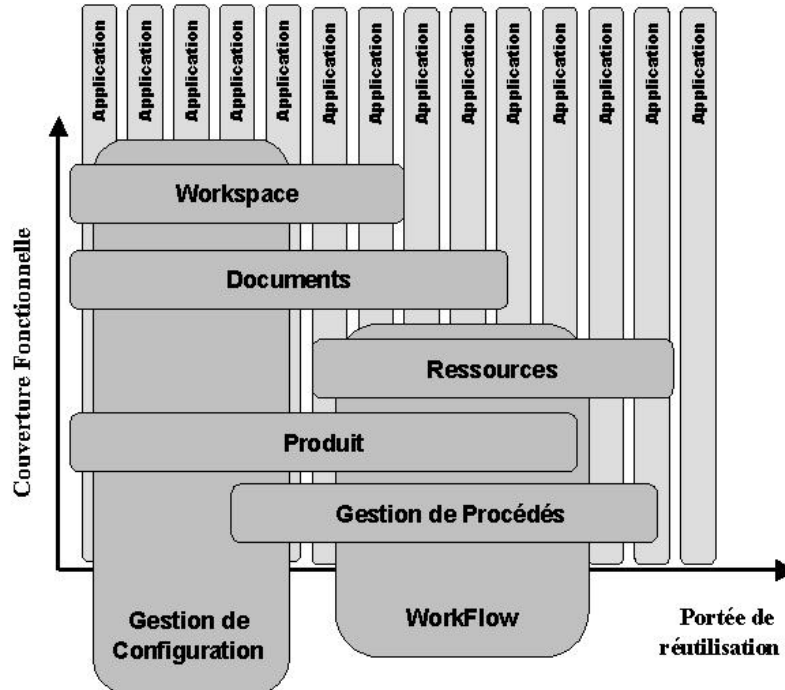 Application
Application
Application
Application
Application
Application
Application
Application
Application
Application
Application
Application
Application
Application
Workspace
Documents
Ressources
Produit
Gestion de Procédés
Couverture Fonctionnelle
Gestion de
Configuration
WorkFlow
Portée de
réutilisation